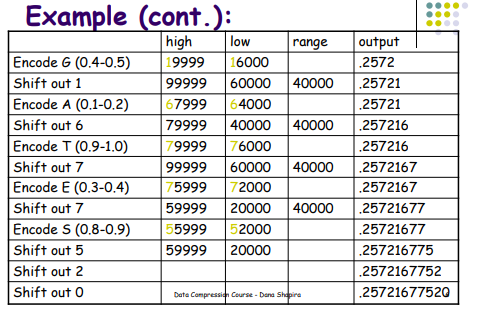 Example (cont.):
high low range output
Encode G (0.4-0.5) 19999 16000 .2572
Shift out 1 99999 60000 40000 .25721
Encode A (0.1-0.2) 67999 64000 .25721
Shift out 6 79999 40000 40000 .257216
Encode T (0.9-1.0) 79999 76000 .257216
Shift out 7 99999 60000 40000 .2572167
Encode E (0.3-0.4) 75999 72000 .2572167
Shift out 7 59999 20000 40000 .25721677
Encode S (0.8-0.9) 55999 52000 .25721677
Shift out 5 59999 20000 .257216775
Shift out 2 .2572167752
Shift out 0 .25721677520
Data Compression Course - Dana Shapira